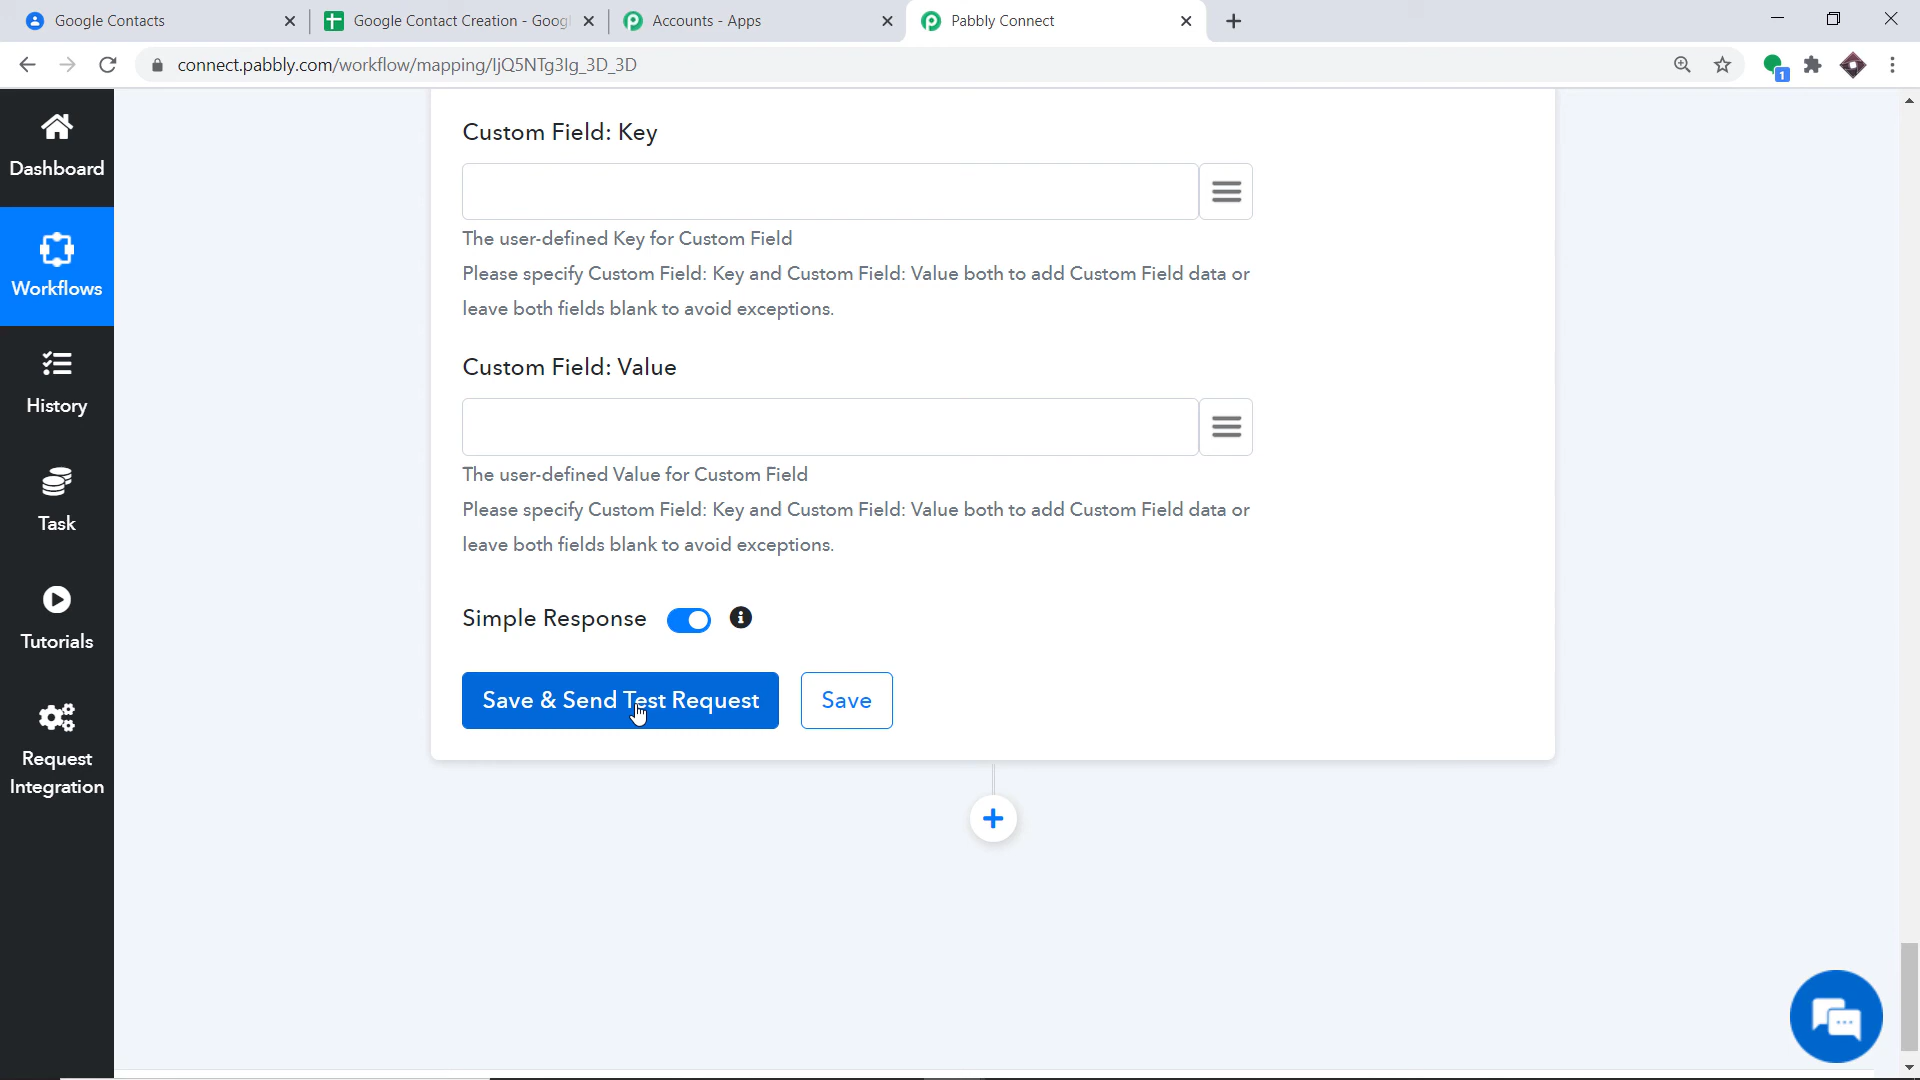 Google Contacts
Google Contact Creation - Goog
Accounts - Apps
Pabbly Connect
connect.pabbly.com/workflow/mapping/IjQ5NTg3Ig_3D_3D
1
Dashboard
Workflows
History
Task
Tutorials
Request
Integration
Custom Field: Key
The user-defined Key for Custom Field
Please specify Custom Field: Key and Custom Field: Value both to add Custom Field data or
leave both fields blank to avoid exceptions.
Custom Field: Value
The user-defined Value for Custom Field
Please specify Custom Field: Key and Custom Field: Value both to add Custom Field data or
leave both fields blank to avoid exceptions.
Simple Response
Save & Send Test Request
Save